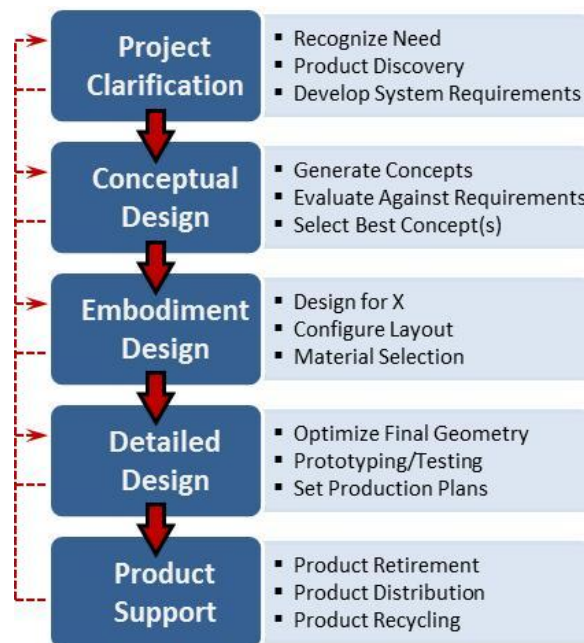 Project
Clarification
▪ Recognize Need
▪ Product Discovery
▪ Develop System Requirements
Conceptual
Design
▪ Generate Concepts
▪ Evaluate Against Requirements
▪ Select Best Concept(s)
Embodiment
Design
▪ Design for X
▪ Configure Layout
▪ Material Selection
Detailed
Design
▪ Optimize Final Geometry
▪ Prototyping/Testing
▪ Set Production Plans
Product
Support
▪ Product Retirement
▪ Product Distribution
▪ Product Recycling